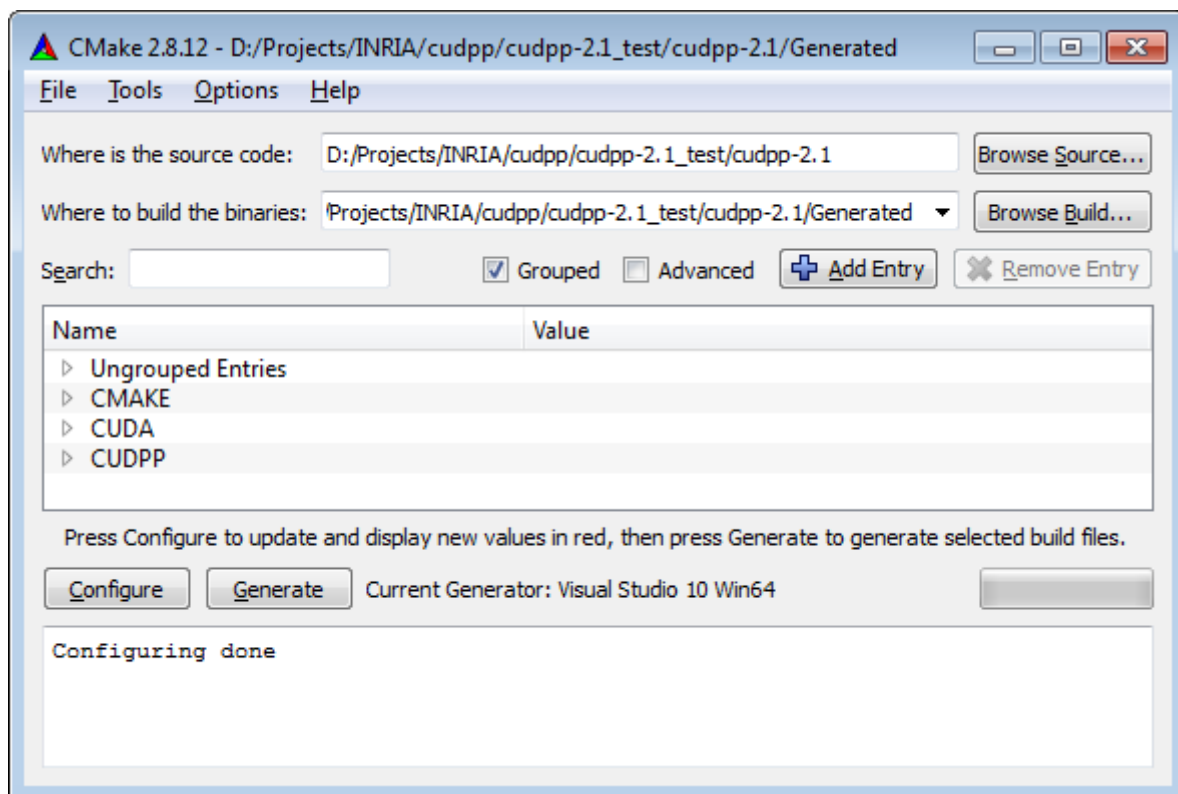 CMake 2.8.12 - D:/Projects/INRIA/cudpp/cudpp-2.1_test/cudpp-2.1/Generated
File Tools Options Help
Where is the source code: D:/Projects/INRIA/cudpp/cudpp-2.1_test/cudpp-2.1 Browse Source...
Where to build the binaries: /Projects/INRIA/cudpp/cudpp-2.1_test/cudpp-2.1/Generated Browse Build...
Search: Grouped Advanced Add Entry Remove Entry
Name Value
Ungrouped Entries
CMAKE
CUDA
CUDPP
Press Configure to update and display new values in red, then press Generate to generate selected build files.
Configure Generate Current Generator: Visual Studio 10 Win64
Configuring done